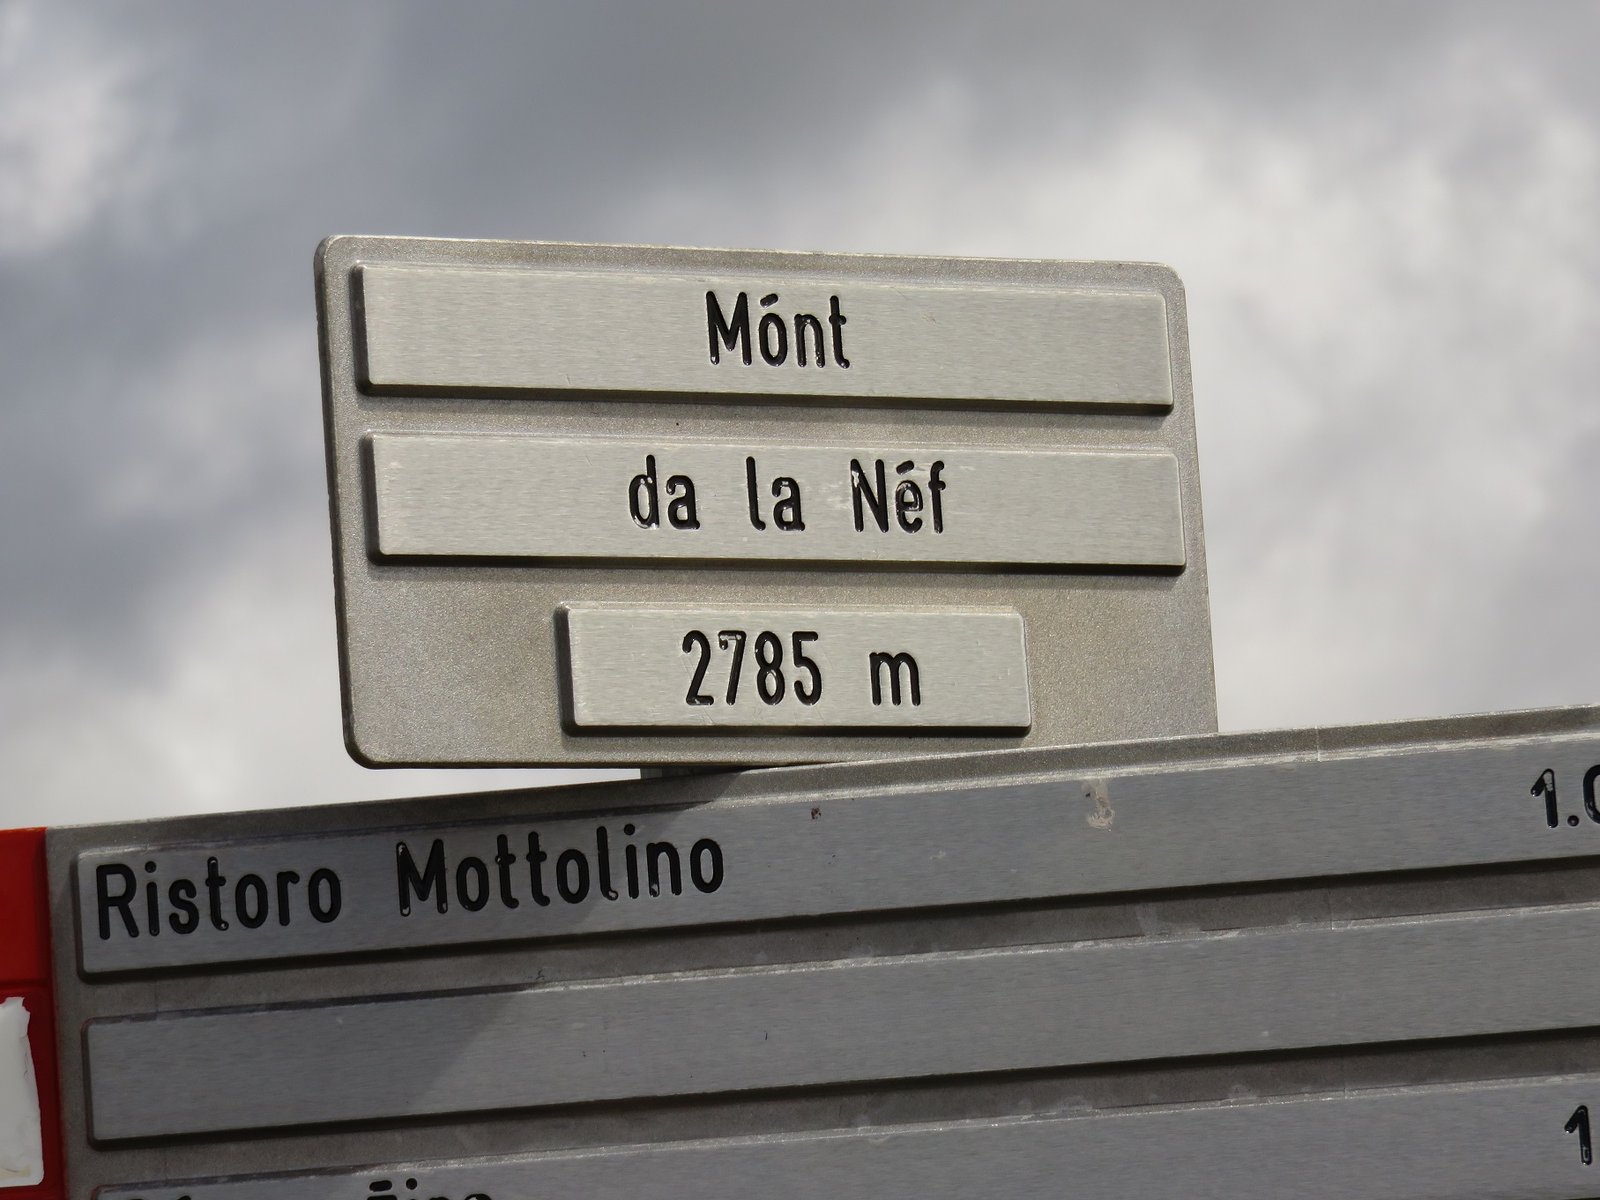 Mónt
da la Néf
2785 m
Ristoro Mottolino